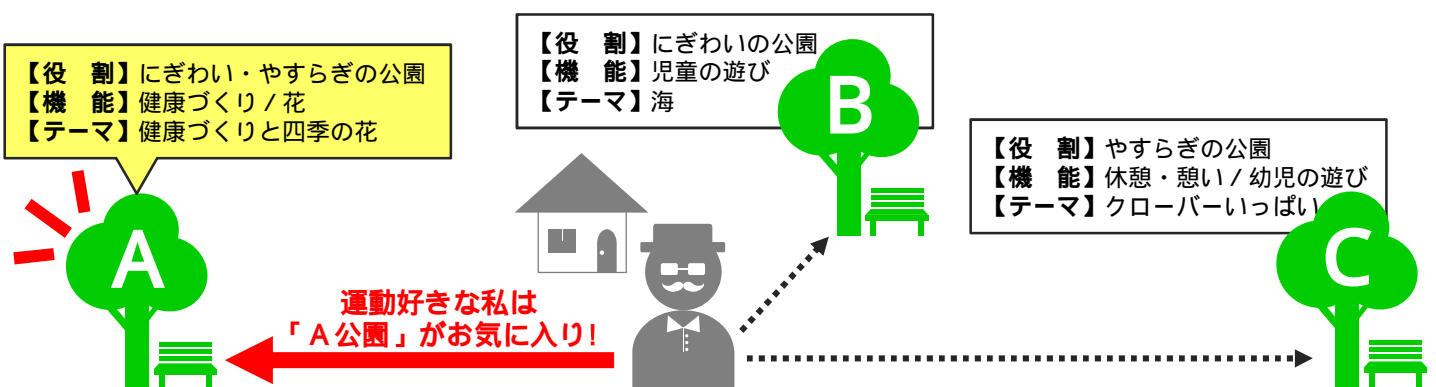 【役　割】にぎわい・やすらぎの公園
【機　能】健康づくり / 花
【テーマ】健康づくりと四季の花
A
【役　割】にぎわいの公園
【機　能】児童の遊び
【テーマ】海
B
【役　割】やすらぎの公園
【機　能】休憩・憩い / 幼児の遊び
【テーマ】クローバーいっぱい
C
運動好きな私は
「A公園」がお気に入り!